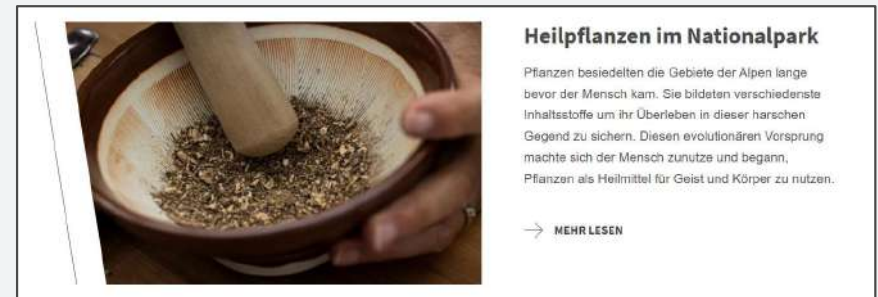 Heilpflanzen im Nationalpark
Pflanzen besiedelten die Gebiete der Alpen lange
bevor der Mensch kam. Sie bildeten verschiedenste
Inhaltsstoffe um ihr Überleben in dieser harschen
Gegend zu sichern. Diesen evolutionären Vorsprung
machte sich der Mensch zunutze und begann,
Pflanzen als Heilmittel für Geist und Körper zu nutzen.
→ MEHR LESEN